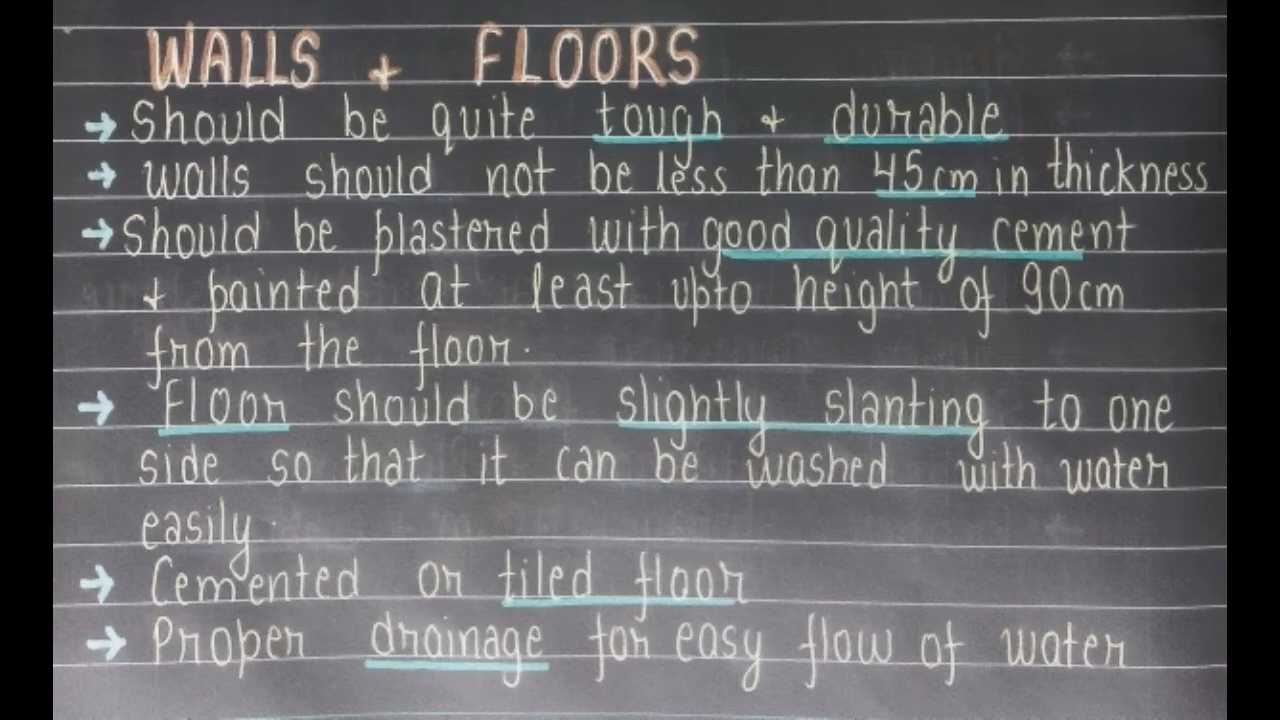 WALLS & FLOORS
→ Should be quite tough & durable
→ Walls should not be less than 45cm in thickness
→ Should be plastered with good quality cement
& painted at least upto height of 90cm
from the floor.
→ Floor should be slightly slanting to one
side so that it can be washed with water
easily.
→ Cemented or tiled floor
→ Proper drainage for easy flow of water